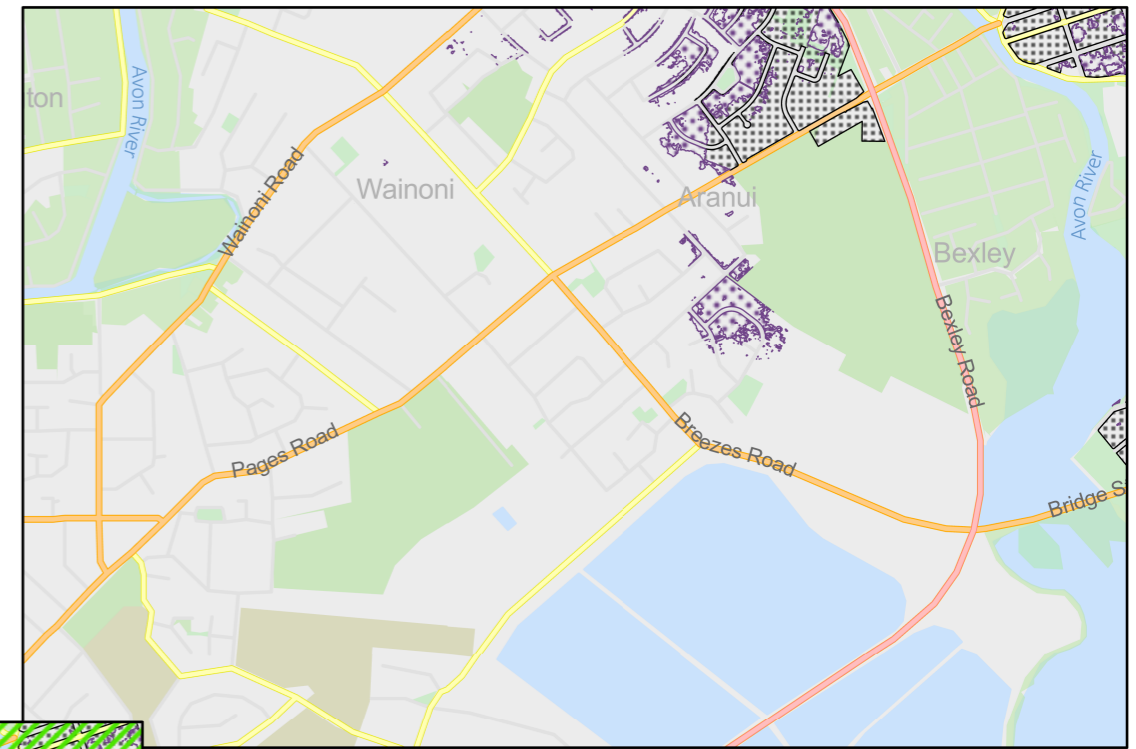 ton
Avon River
Wainoni Road
Wainoni
Aranui
Avon River
Bexley
Bexley Road
Pages Road
Breezes Road
Bridge S